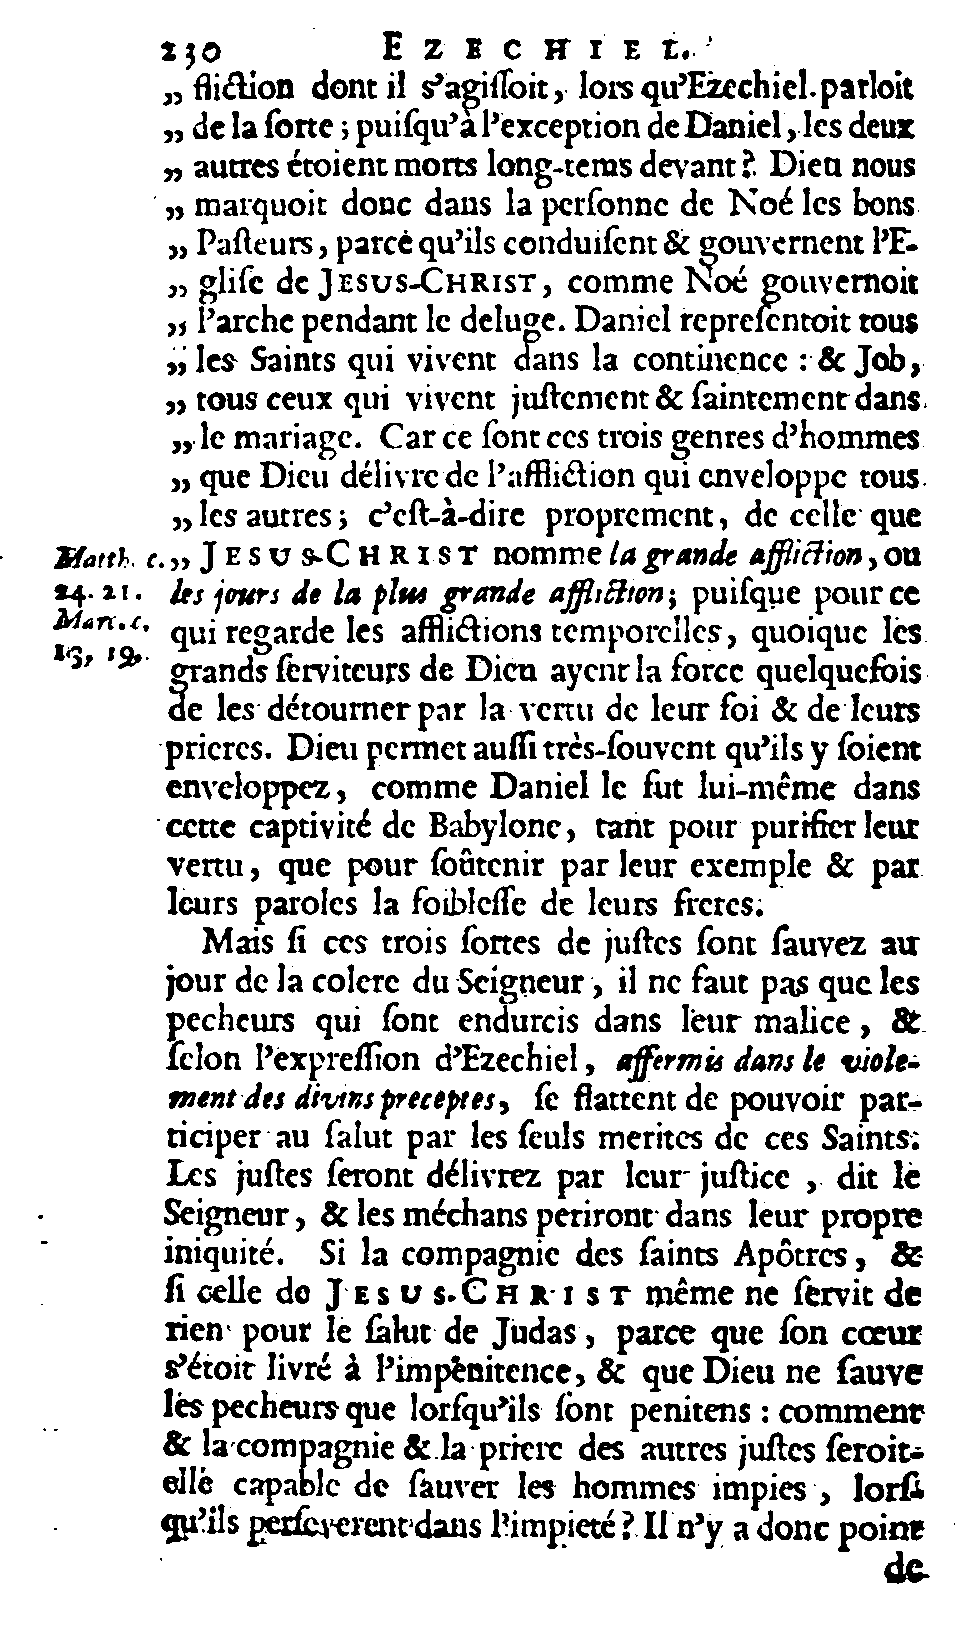 230 EZECHIEL.
„ fliction dont il s'agiſſoit, lors qu'Ezechiel parloit
„ de la ſorte ; puiſqu'à l'exception de Daniel, les deux
„ autres étoient morts long-tems devant ? Dieu nous
„ marquoit donc dans la perſonne de Noé les bons
„ Paſteurs, parce qu'ils conduiſent & gouvernent l'E-
„ gliſe de JESUS-CHRIST, comme Noé gouvernoit
„ l'arche pendant le deluge. Daniel repreſentoit tous
„ les Saints qui vivent dans la continence : & Job,
„ tous ceux qui vivent juſtement & ſaintement dans
„ le mariage. Car ce ſont ces trois genres d'hommes
„ que Dieu délivre de l'affliction qui enveloppe tous
„ les autres ; c'eſt-à-dire proprement, de celle que
Matth. c. „ JESUS-CHRIST nomme la grande affliction, ou
24. 21. les jours de la plus grande affliction ; puiſque pour ce
Marc. c. qui regarde les afflictions temporelles, quoique les
13, 19. grands ſerviteurs de Dieu ayent la force quelquefois
de les détourner par la vertu de leur foi & de leurs
prieres. Dieu permet auſſi très-ſouvent qu'ils y ſoient
enveloppez, comme Daniel le fut lui-même dans
cette captivité de Babylone, tant pour purifier leur
vertu, que pour ſoûtenir par leur exemple & par
leurs paroles la foibleſſe de leurs freres.
Mais ſi ces trois ſortes de juſtes ſont ſauvez au
jour de la colere du Seigneur, il ne faut pas que les
pecheurs qui ſont endurcis dans leur malice, &
ſelon l'expreſſion d'Ezechiel, affermis dans le viole-
ment des divins preceptes, ſe flattent de pouvoir par-
ticiper au ſalut par les ſeuls merites de ces Saints.
Les juſtes ſeront délivrez par leur juſtice, dit le
Seigneur, & les méchans periront dans leur propre
iniquité. Si la compagnie des ſaints Apôtres, &
ſi celle de JESUS-CHRIST même ne ſervit de
rien pour le ſalut de Judas, parce que ſon cœur
s'étoit livré à l'impénitence, & que Dieu ne ſauve
les pecheurs que lorſqu'ils ſont penitens : comment
& la compagnie & la priere des autres juſtes ſeroit-
elle capable de ſauver les hommes impies, lorſ-
qu'ils perſeverent dans l'impieté ? Il n'y a donc point
de